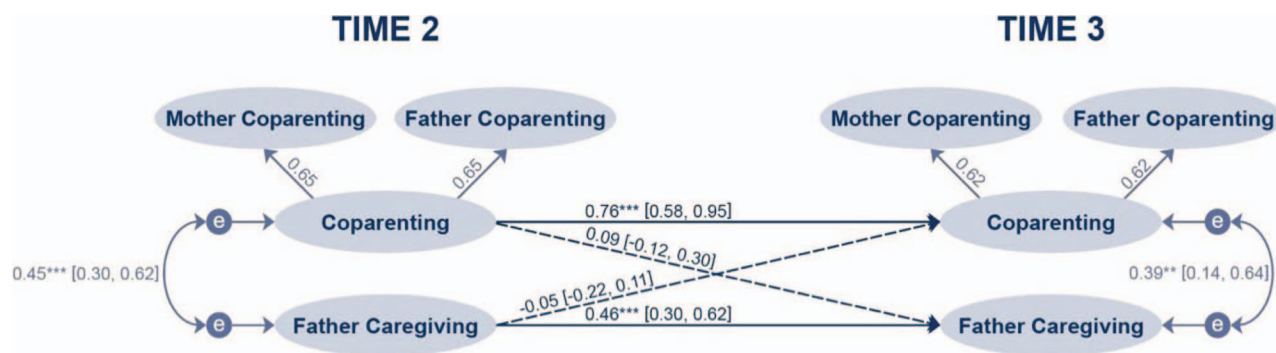 TIME 2
TIME 3
Mother Coparenting
Father Coparenting
Mother Coparenting
Father Coparenting
0.65
0.65
0.62
0.62
e
Coparenting
0.76*** [0.58, 0.95]
Coparenting
e
0.09 [-0.12, 0.30]
0.45*** [0.30, 0.62]
0.39** [0.14, 0.64]
-0.05 [-0.22, 0.11]
e
Father Caregiving
0.46*** [0.30, 0.62]
Father Caregiving
e